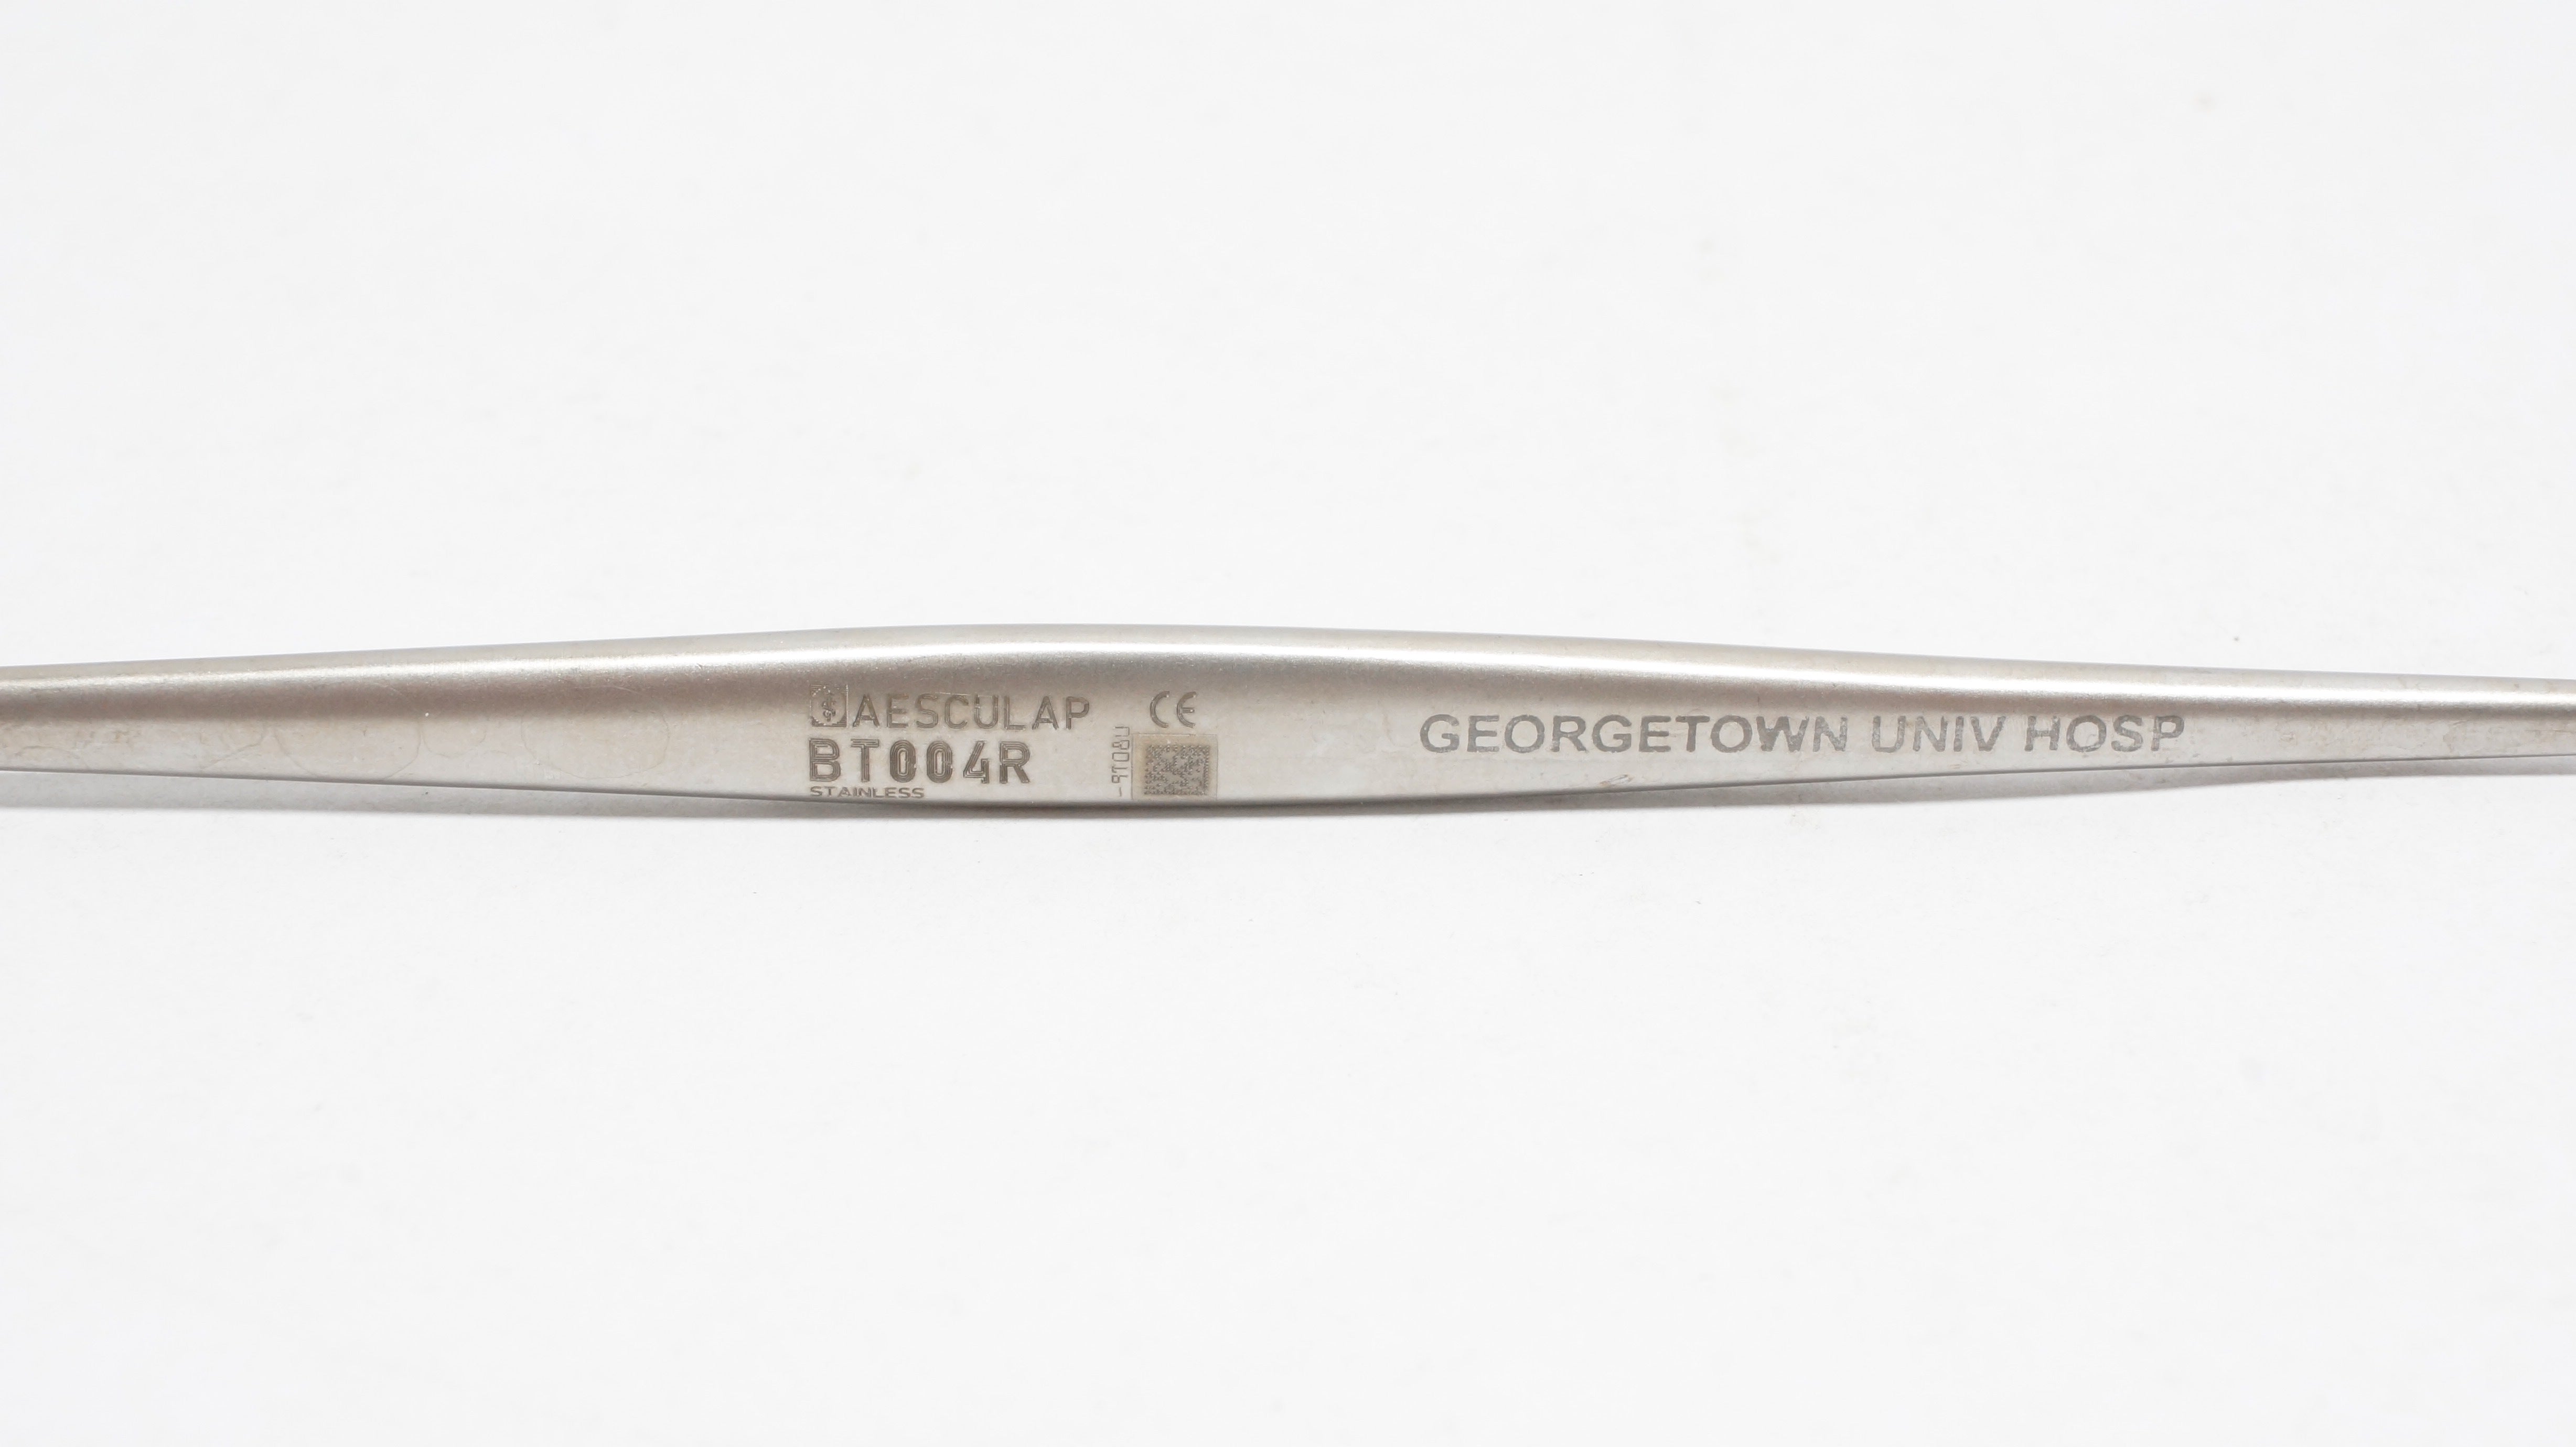 AESCULAP
BT004R
STAINLESS
CE
GEORGETOWN UNIV HOSP